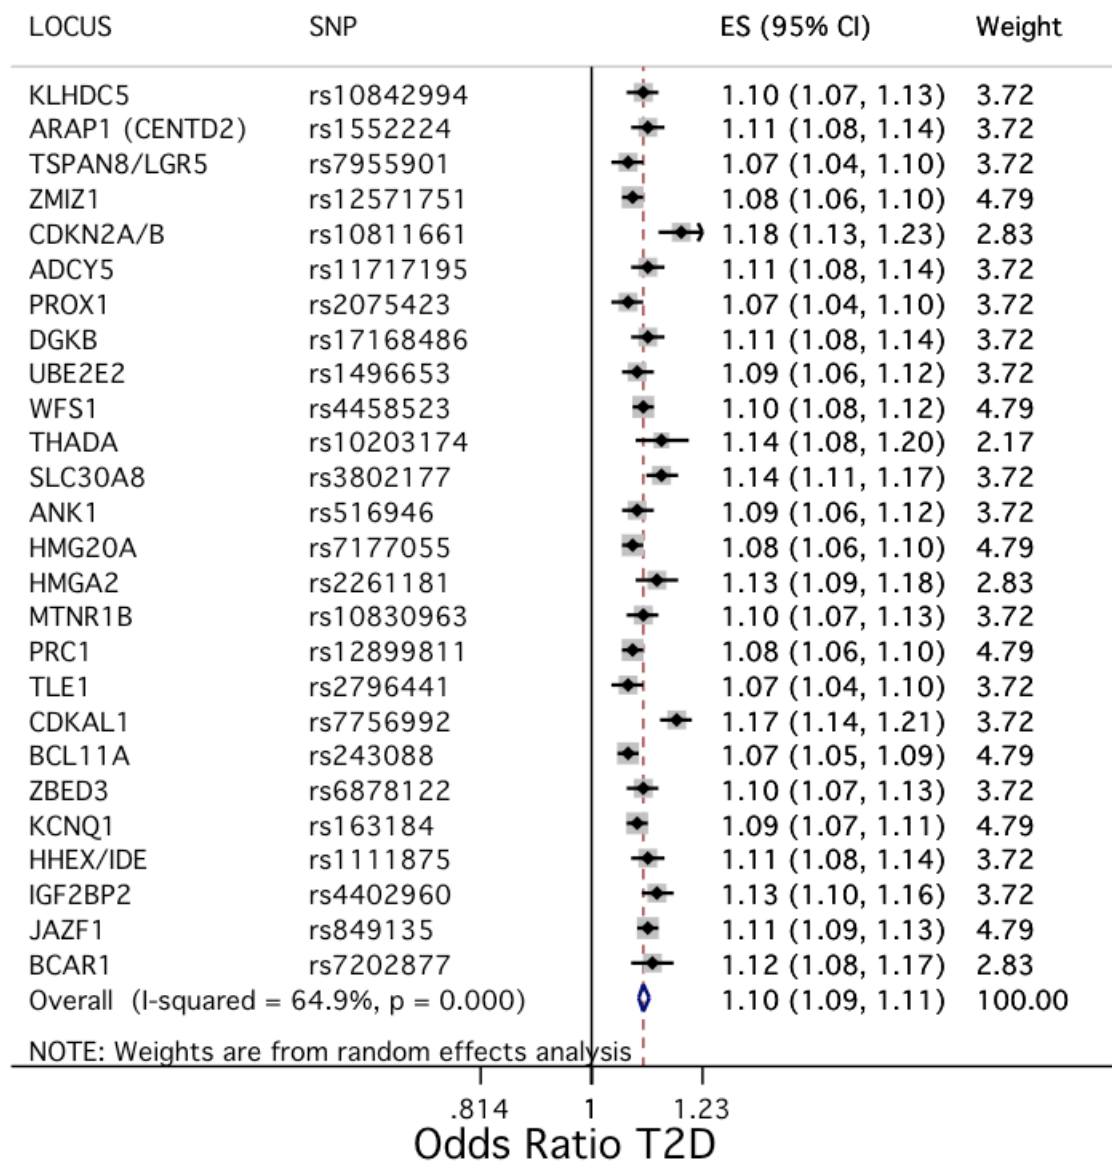 LOCUS SNP ES (95% CI) Weight
KLHDC5 rs10842994 1.10 (1.07, 1.13) 3.72
ARAP1 (CENTD2) rs1552224 1.11 (1.08, 1.14) 3.72
TSPAN8/LGR5 rs7955901 1.07 (1.04, 1.10) 3.72
ZMIZ1 rs12571751 1.08 (1.06, 1.10) 4.79
CDKN2A/B rs10811661 1.18 (1.13, 1.23) 2.83
ADCY5 rs11717195 1.11 (1.08, 1.14) 3.72
PROX1 rs2075423 1.07 (1.04, 1.10) 3.72
DGKB rs17168486 1.11 (1.08, 1.14) 3.72
UBE2E2 rs1496653 1.09 (1.06, 1.12) 3.72
WFS1 rs4458523 1.10 (1.08, 1.12) 4.79
THADA rs10203174 1.14 (1.08, 1.20) 2.17
SLC30A8 rs3802177 1.14 (1.11, 1.17) 3.72
ANK1 rs516946 1.09 (1.06, 1.12) 3.72
HMG20A rs7177055 1.08 (1.06, 1.10) 4.79
HMGA2 rs2261181 1.13 (1.09, 1.18) 2.83
MTNR1B rs10830963 1.10 (1.07, 1.13) 3.72
PRC1 rs12899811 1.08 (1.06, 1.10) 4.79
TLE1 rs2796441 1.07 (1.04, 1.10) 3.72
CDKAL1 rs7756992 1.17 (1.14, 1.21) 3.72
BCL11A rs243088 1.07 (1.05, 1.09) 4.79
ZBED3 rs6878122 1.10 (1.07, 1.13) 3.72
KCNQ1 rs163184 1.09 (1.07, 1.11) 4.79
HHEX/IDE rs1111875 1.11 (1.08, 1.14) 3.72
IGF2BP2 rs4402960 1.13 (1.10, 1.16) 3.72
JAZF1 rs849135 1.11 (1.09, 1.13) 4.79
BCAR1 rs7202877 1.12 (1.08, 1.17) 2.83
Overall (I-squared = 64.9%, p = 0.000) 1.10 (1.09, 1.11) 100.00
NOTE: Weights are from random effects analysis
.814 1 1.23
Odds Ratio T2D